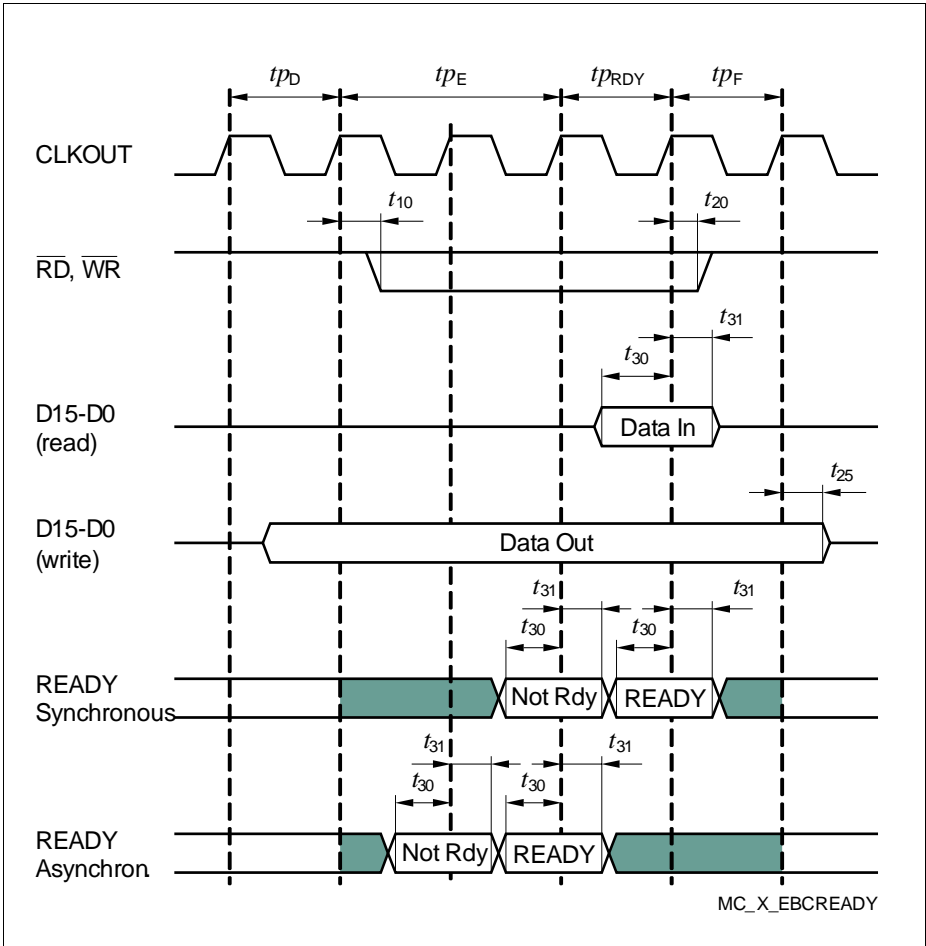 tpD tpE tpRDY tpF
CLKOUT
t10 t20
RD, WR
t31
t30
D15-D0
(read)
Data In
t25
D15-D0
(write)
Data Out
t31 t31
t30 t30
READY
Synchronous
Not Rdy READY
t31 t31
t30 t30
READY
Asynchron.
Not Rdy READY
MC_X_EBCREADY